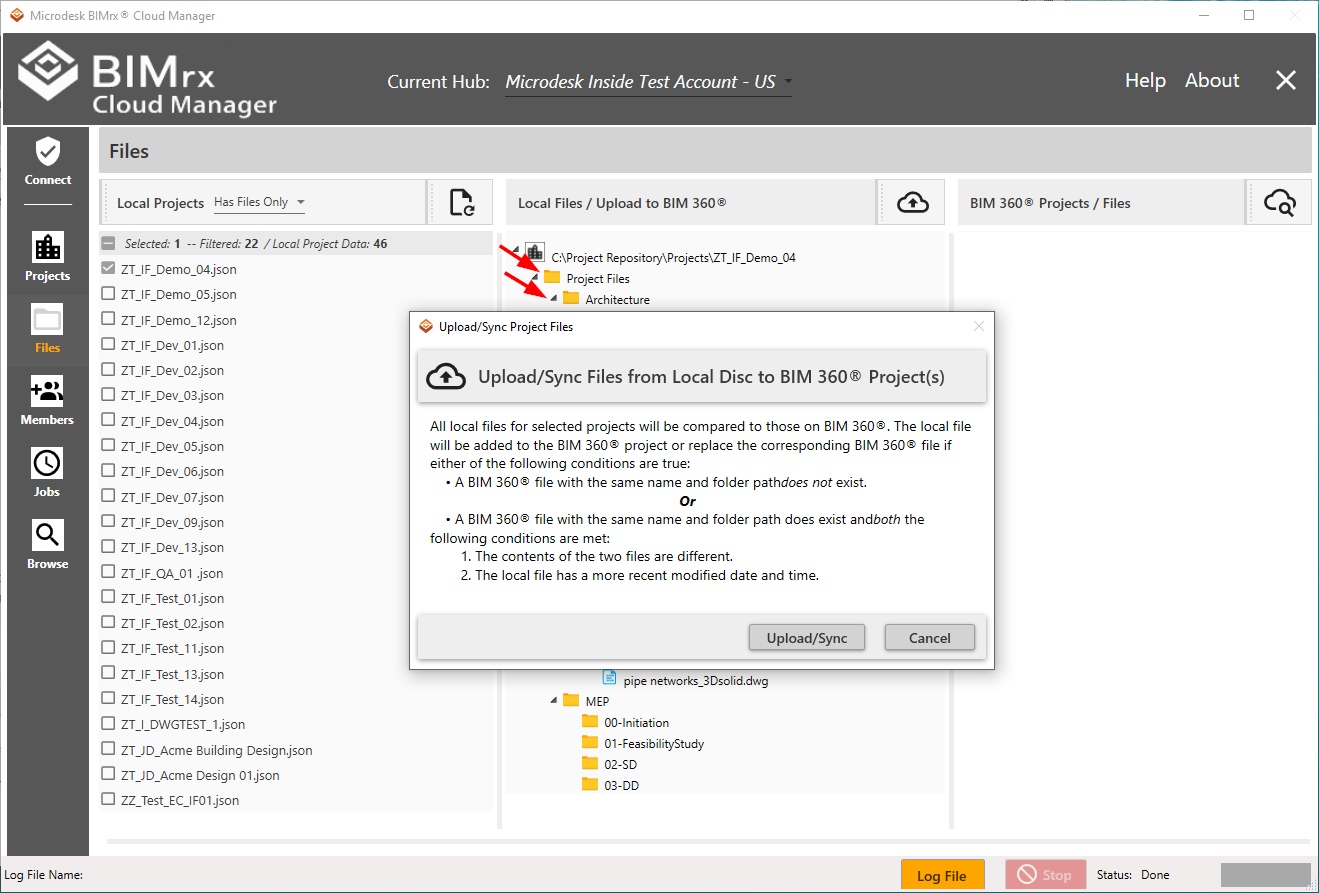 Microdesk BIMrx® Cloud Manager
BIMrx
Cloud Manager
Current Hub: Microdesk Inside Test Account - US
Help About
Connect
Projects
Files
Members
Jobs
Browse
Files
Local Projects Has Files Only
Selected: 1 -- Filtered: 22 / Local Project Data: 46
ZT_IF_Demo_04.json
ZT_IF_Demo_05.json
ZT_IF_Demo_12.json
ZT_IF_Dev_01.json
ZT_IF_Dev_02.json
ZT_IF_Dev_03.json
ZT_IF_Dev_04.json
ZT_IF_Dev_05.json
ZT_IF_Dev_06.json
ZT_IF_Dev_07.json
ZT_IF_Dev_09.json
ZT_IF_Dev_13.json
ZT_IF_QA_01 .json
ZT_IF_Test_01.json
ZT_IF_Test_02.json
ZT_IF_Test_11.json
ZT_IF_Test_13.json
ZT_IF_Test_14.json
ZT_I_DWGTEST_1.json
ZT_JD_Acme Building Design.json
ZT_JD_Acme Design 01.json
ZZ_Test_EC_IF01.json
Local Files / Upload to BIM 360®
C:\Project Repository\Projects\ZT_IF_Demo_04
Project Files
Architecture
Upload/Sync Project Files
Upload/Sync Files from Local Disc to BIM 360® Project(s)
All local files for selected projects will be compared to those on BIM 360®. The local file
will be added to the BIM 360® project or replace the corresponding BIM 360® file if
either of the following conditions are true:
• A BIM 360® file with the same name and folder pathdoes not exist.
Or
• A BIM 360® file with the same name and folder path does exist andboth the
following conditions are met:
1. The contents of the two files are different.
2. The local file has a more recent modified date and time.
Upload/Sync Cancel
pipe networks_3Dsolid.dwg
MEP
00-Initiation
01-FeasibilityStudy
02-SD
03-DD
BIM 360® Projects / Files
Log File Name:
Log File
Stop
Status: Done